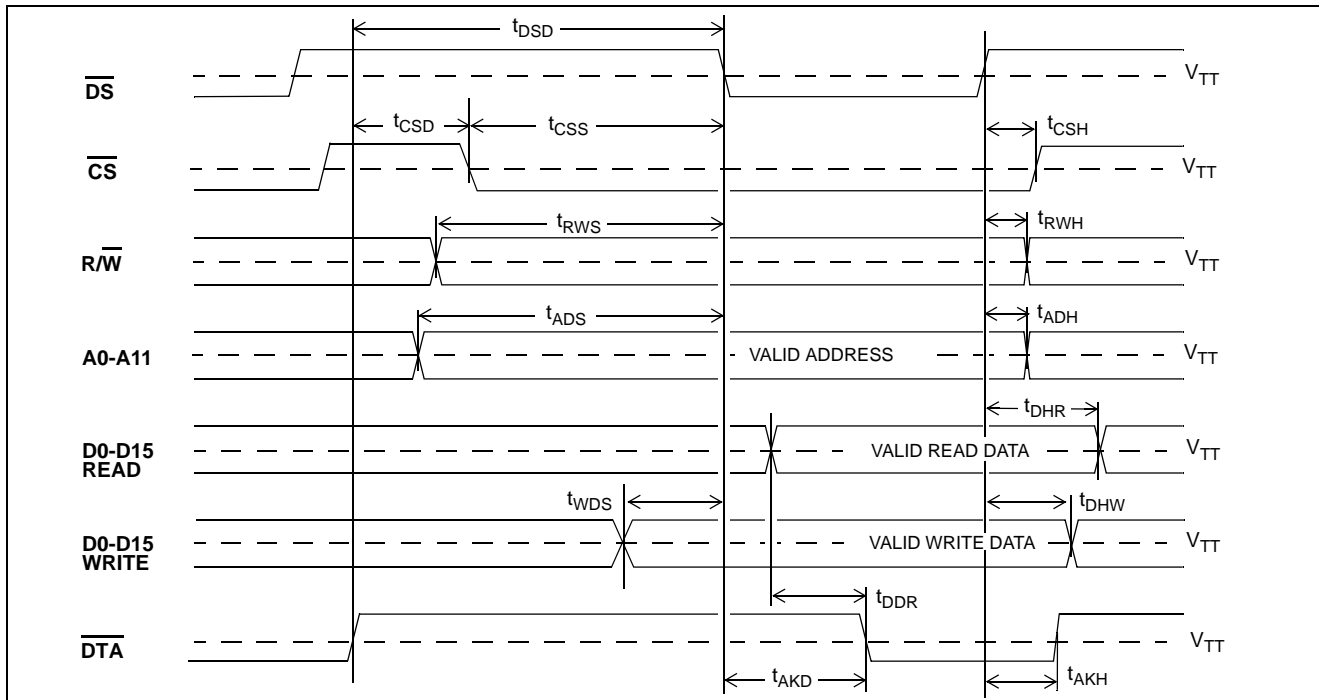 tDSD
DS VTT
tCSD tCSS tCSH
CS VTT
tRWS tRWH
R/W VTT
tADS tADH
A0-A11 VALID ADDRESS VTT
tDHR
D0-D15
READ VALID READ DATA VTT
tWDS tDHW
D0-D15
WRITE VALID WRITE DATA VTT
tDDR
DTA VTT
tAKD tAKH